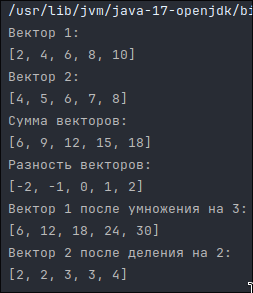 /usr/lib/jvm/java-17-openjdk/bi
Вектор 1:
[2, 4, 6, 8, 10]
Вектор 2:
[4, 5, 6, 7, 8]
Сумма векторов:
[6, 9, 12, 15, 18]
Разность векторов:
[-2, -1, 0, 1, 2]
Вектор 1 после умножения на 3:
[6, 12, 18, 24, 30]
Вектор 2 после деления на 2:
[2, 2, 3, 3, 4]